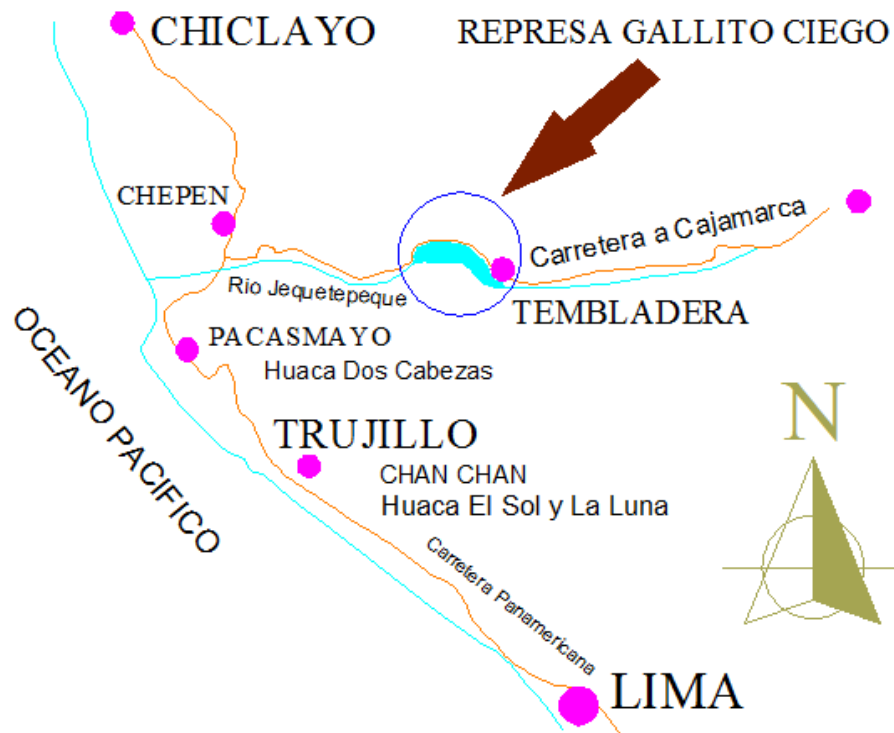 CHICLAYO
REPRESA GALLITO CIEGO
CHEPEN
Carretera a Cajamarca
Rio Jequetepeque
TEMBLADERA
PACASMAYO
Huaca Dos Cabezas
OCEANO PACIFICO
N
TRUJILLO
CHAN CHAN
Huaca El Sol y La Luna
Carretera Panamericana
LIMA